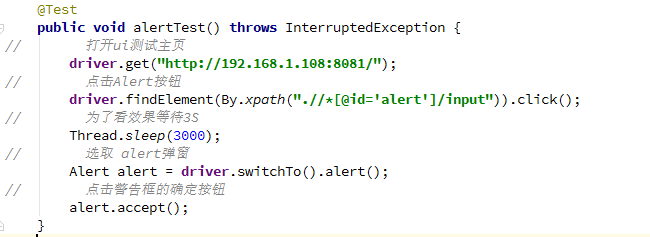 @Test
public void alertTest() throws InterruptedException {
//        打开ui测试主页
    driver.get("http://192.168.1.108:8081/");
//        点击Alert按钮
    driver.findElement(By.xpath(".//*[@id='alert']/input")).click();
//        为了看效果等待3S
    Thread.sleep(3000);
//        选取 alert弹窗
    Alert alert = driver.switchTo().alert();
//        点击警告框的确定按钮
    alert.accept();
}